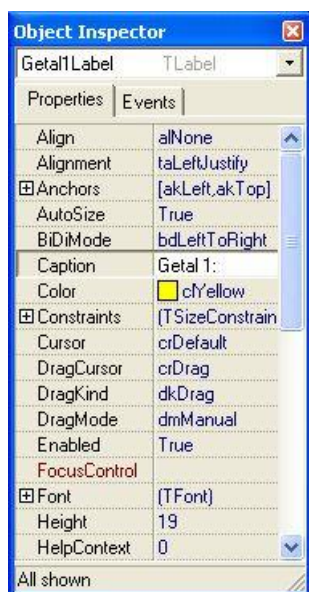 Object Inspector
Getal1Label TLabel
Properties Events
Align alNone
Alignment taLeftJustify
Anchors [akLeft,akTop]
AutoSize True
BiDiMode bdLeftToRight
Caption Getal 1:
Color clYellow
Constraints (TSizeConstrain
Cursor crDefault
DragCursor crDrag
DragKind dkDrag
DragMode dmManual
Enabled True
FocusControl
Font (TFont)
Height 19
HelpContext 0
All shown